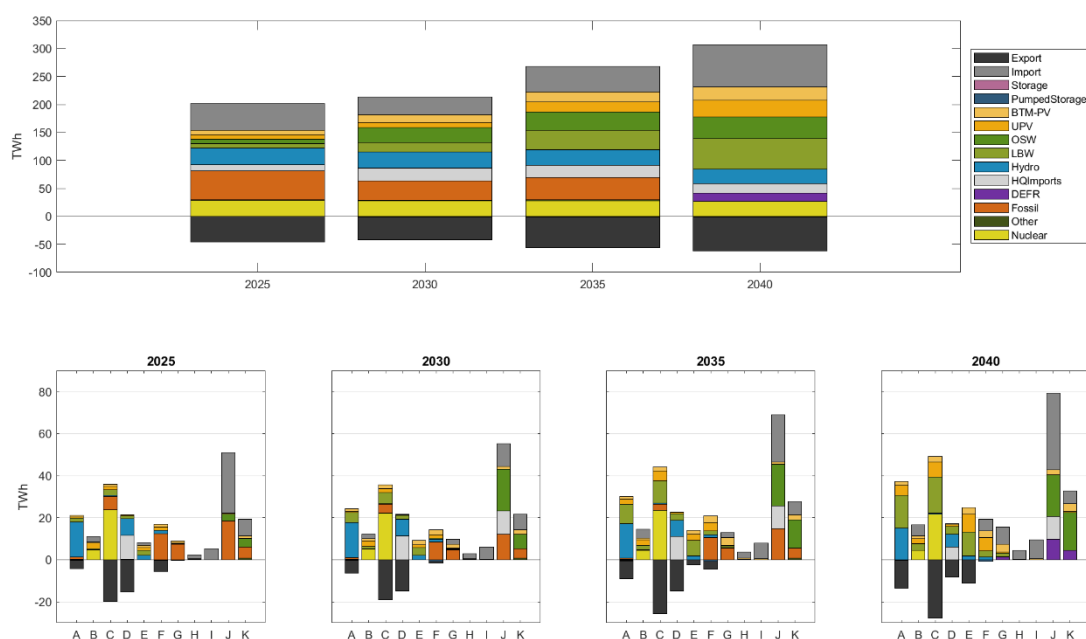 350
300
250
200
150
100
50
0
-50
-100
TWh
2025
2030
2035
2040
Export
Import
Storage
PumpedStorage
BTM-PV
UPV
OSW
LBW
Hydro
HQImports
DEFR
Fossil
Other
Nuclear
2025
2030
2035
2040
80
60
40
20
0
-20
TWh
A B C D E F G H I J K
A B C D E F G H I J K
A B C D E F G H I J K
A B C D E F G H I J K